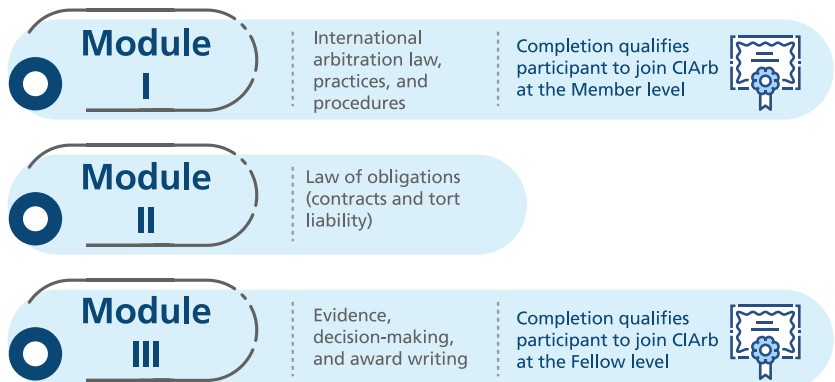 Module
I
International
arbitration law,
practices, and
procedures
Completion qualifies
participant to join CIArb
at the Member level
Module
II
Law of obligations
(contracts and tort
liability)
Module
III
Evidence,
decision-making,
and award writing
Completion qualifies
participant to join CIArb
at the Fellow level